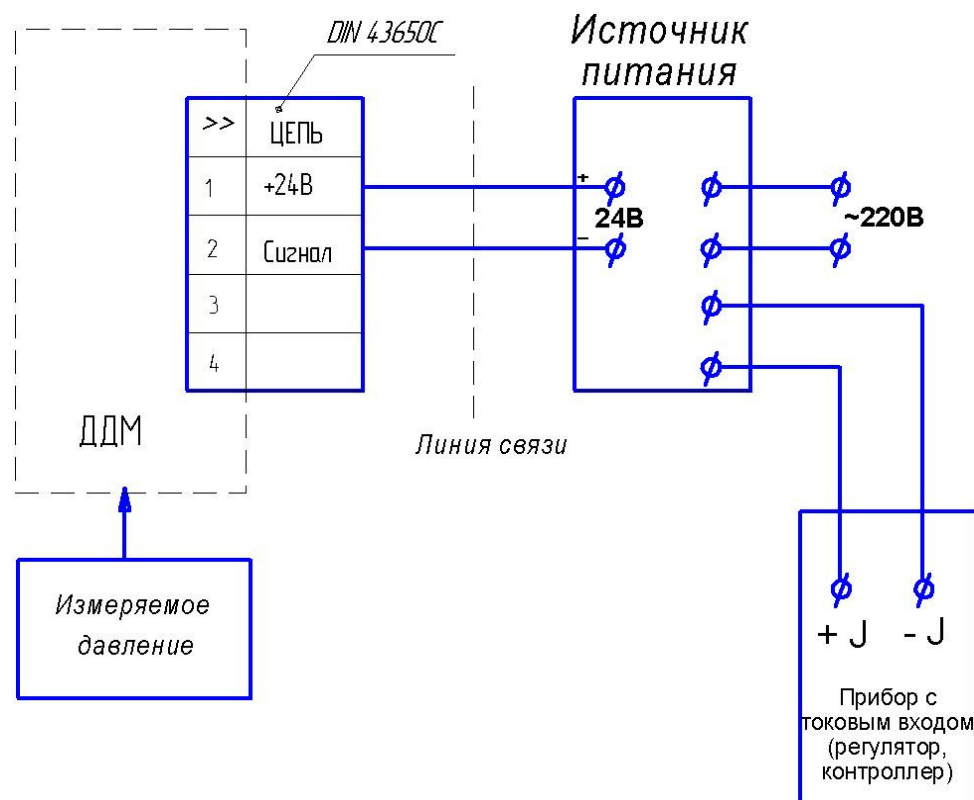 DIN 43650С
Источник
питания
>> ЦЕПЬ
1 +24В
2 Сигнал
3
4
+
24В
–
~220В
ДДМ
Линия связи
Измеряемое
давление
+ J - J
Прибор с
токовым входом
(регулятор,
контроллер)